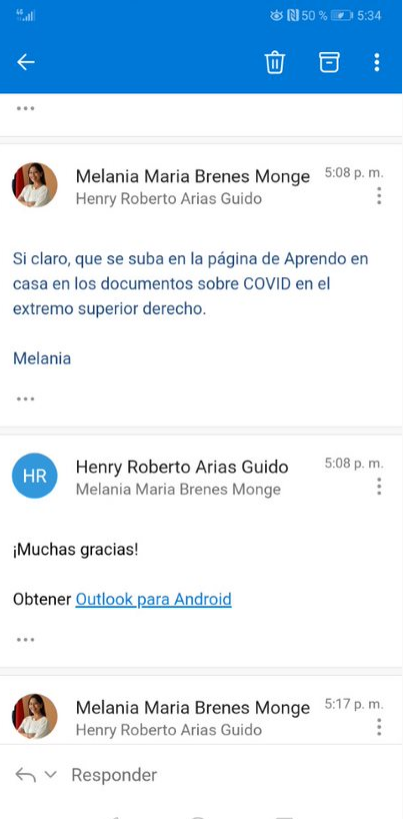 4G 50 % 5:34
...
Melania Maria Brenes Monge 5:08 p. m.
Henry Roberto Arias Guido
Si claro, que se suba en la página de Aprendo en
casa en los documentos sobre COVID en el
extremo superior derecho.
Melania
...
HR
Henry Roberto Arias Guido 5:08 p. m.
Melania Maria Brenes Monge
¡Muchas gracias!
Obtener Outlook para Android
...
Melania Maria Brenes Monge 5:17 p. m.
Henry Roberto Arias Guido
Responder